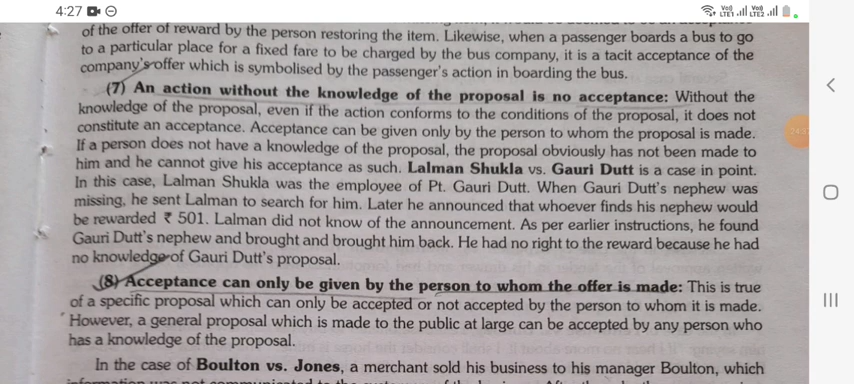 4:27
Vo) LTE1 Vo) LTE2
of the offer of reward by the person restoring the item. Likewise, when a passenger boards a bus to go
to a particular place for a fixed fare to be charged by the bus company, it is a tacit acceptance of the
company's offer which is symbolised by the passenger's action in boarding the bus.
(7) An action without the knowledge of the proposal is no acceptance: Without the
knowledge of the proposal, even if the action conforms to the conditions of the proposal, it does not
constitute an acceptance. Acceptance can be given only by the person to whom the proposal is made.
If a person does not have a knowledge of the proposal, the proposal obviously has not been made to
him and he cannot give his acceptance as such. Lalman Shukla vs. Gauri Dutt is a case in point.
In this case, Lalman Shukla was the employee of Pt. Gauri Dutt. When Gauri Dutt's nephew was
missing, he sent Lalman to search for him. Later he announced that whoever finds his nephew would
be rewarded ₹ 501. Lalman did not know of the announcement. As per earlier instructions, he found
Gauri Dutt's nephew and brought and brought him back. He had no right to the reward because he had
no knowledge of Gauri Dutt's proposal.
(8) Acceptance can only be given by the person to whom the offer is made: This is true
of a specific proposal which can only be accepted or not accepted by the person to whom it is made.
However, a general proposal which is made to the public at large can be accepted by any person who
has a knowledge of the proposal.
In the case of Boulton vs. Jones, a merchant sold his business to his manager Boulton, which